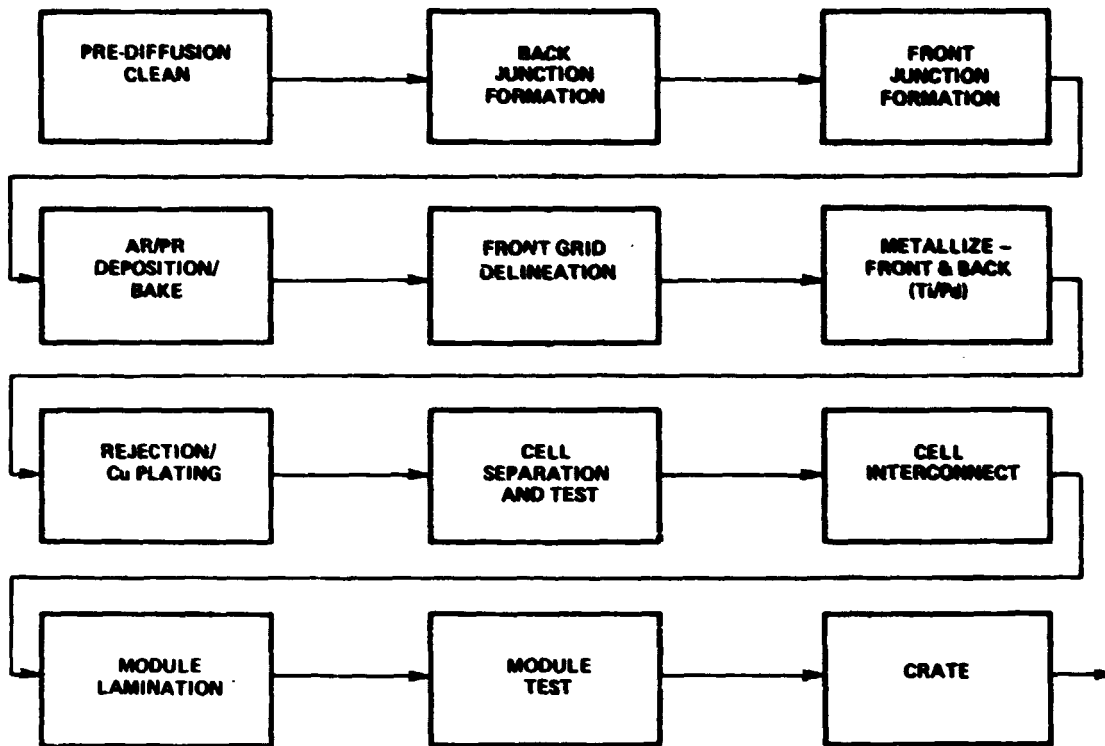 PRE-DIFFUSION
CLEAN
BACK
JUNCTION
FORMATION
FRONT
JUNCTION
FORMATION
AR/PR
DEPOSITION/
BAKE
FRONT GRID
DELINEATION
METALLIZE –
FRONT & BACK
(Ti/Pd)
REJECTION/
Cu PLATING
CELL
SEPARATION
AND TEST
CELL
INTERCONNECT
MODULE
LAMINATION
MODULE
TEST
CRATE